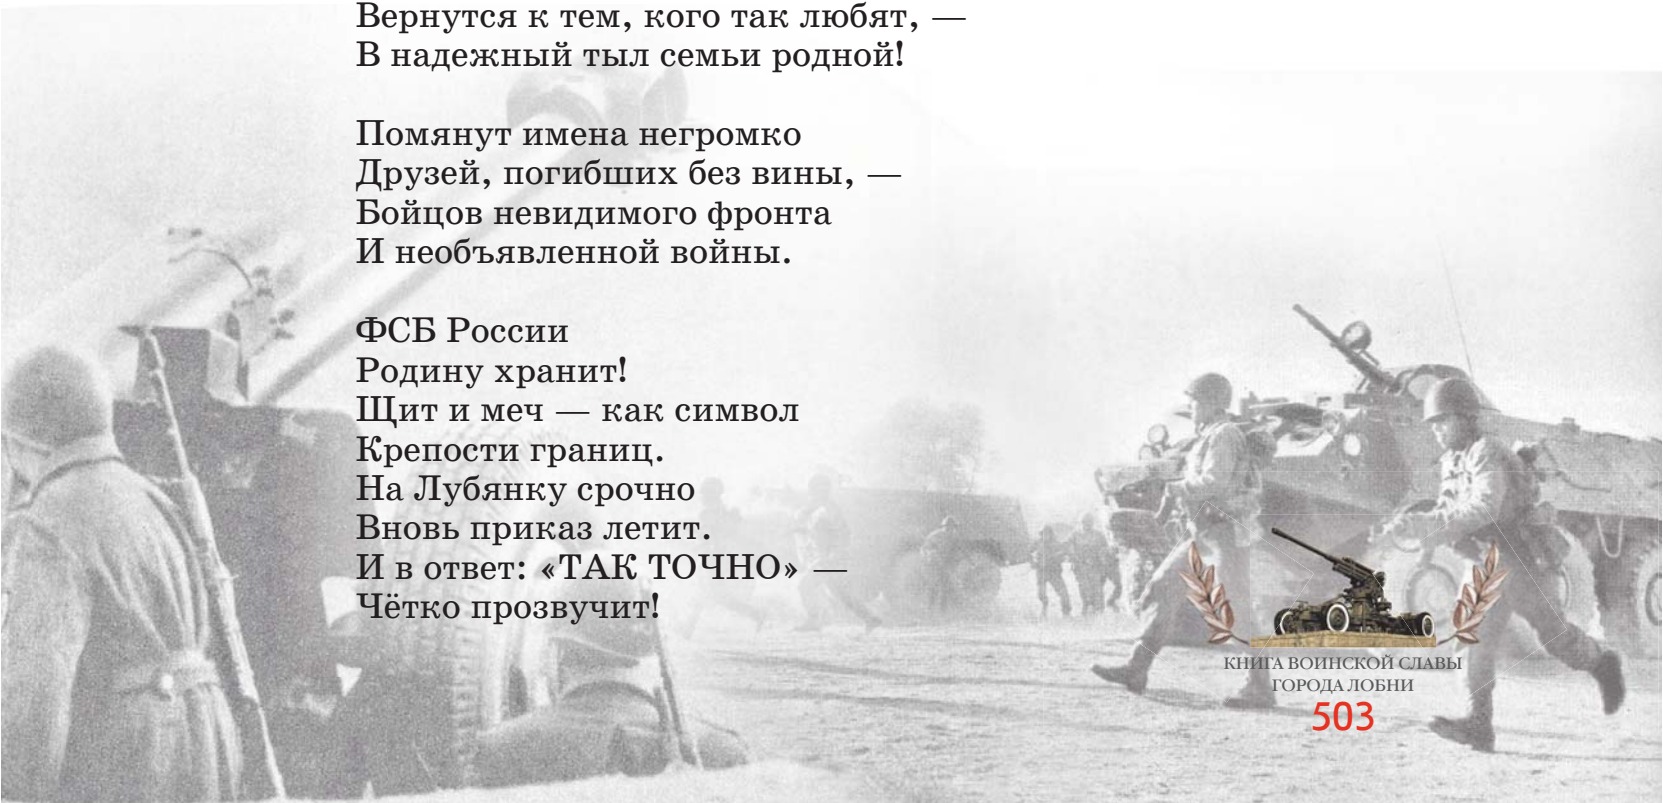 Вернутся к тем, кого так любят, —
В надежный тыл семьи родной!
Помянут имена негромко
Друзей, погибших без вины, —
Бойцов невидимого фронта
И необъявленной войны.
ФСБ России
Родину хранит!
Щит и меч — как символ
Крепости границ.
На Лубянку срочно
Вновь приказ летит.
И в ответ: «ТАК ТОЧНО» —
Чётко прозвучит!
КНИГА ВОИНСКОЙ СЛАВЫ
ГОРОДА ЛОБНИ
503